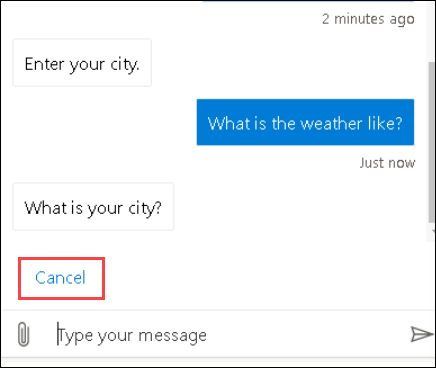 2 minutes ago
Enter your city.
What is the weather like?
Just now
What is your city?
Cancel
Type your message